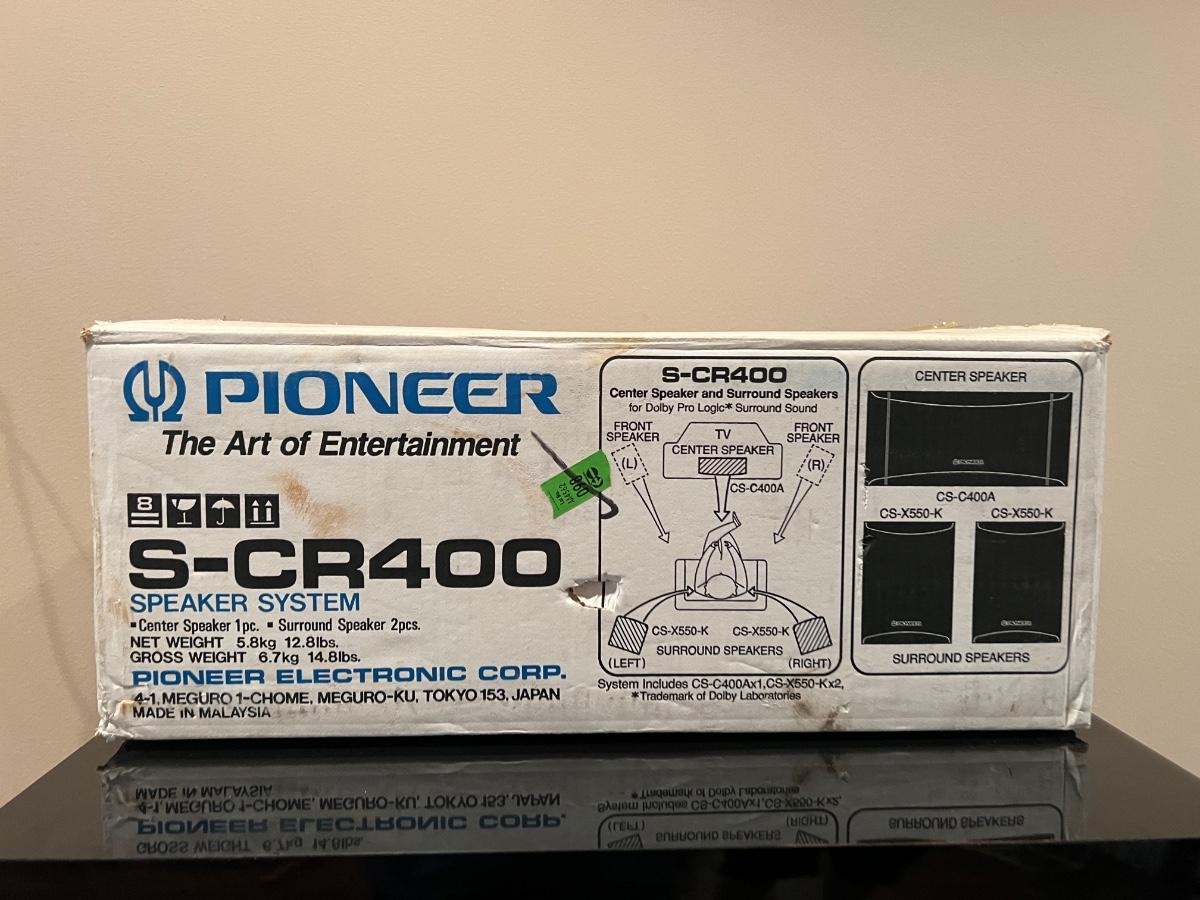 PIONEER
The Art of Entertainment
8
S-CR400
SPEAKER SYSTEM
▪Center Speaker 1pc. ▪ Surround Speaker 2pcs.
NET WEIGHT 5.8kg 12.8lbs.
GROSS WEIGHT 6.7kg 14.8lbs.
PIONEER ELECTRONIC CORP.
4-1, MEGURO 1-CHOME, MEGURO-KU, TOKYO 153, JAPAN
MADE IN MALAYSIA
S-CR400
Center Speaker and Surround Speakers
for Dolby Pro Logic* Surround Sound
FRONT
SPEAKER
(L)
TV
CENTER SPEAKER
CS-C400A
FRONT
SPEAKER
(R)
CS-X550-K
CS-X550-K
SURROUND SPEAKERS
(LEFT)
(RIGHT)
System Includes CS-C400Ax1,CS-X550-Kx2,
*Trademark of Dolby Laboratories
CENTER SPEAKER
PIONEER
CS-C400A
CS-X550-K
CS-X550-K
PIONEER
PIONEER
SURROUND SPEAKERS